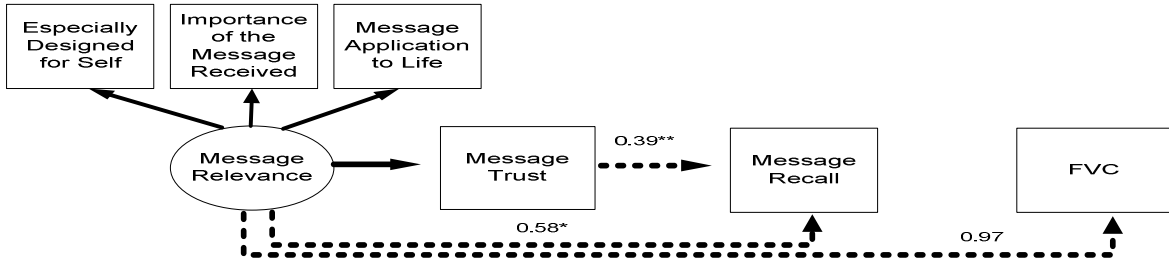 Especially
Designed
for Self
Importance
of the
Message
Received
Message
Application
to Life
Message
Relevance
Message
Trust
0.39**
Message
Recall
FVC
0.58*
0.97